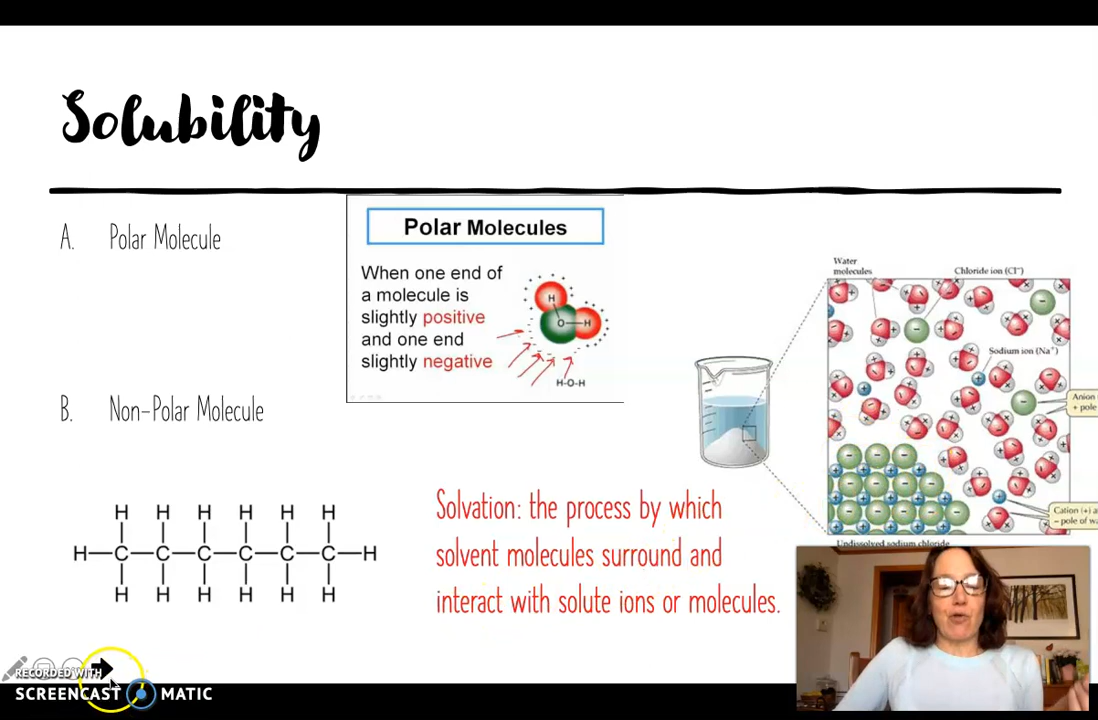 Solubility
A. Polar Molecule
Polar Molecules
When one end of
a molecule is
slightly positive
and one end
slightly negative
H
O H
H-O-H
B. Non-Polar Molecule
H H H H H H
H C C C C C C H
H H H H H H
Solvation: the process by which
solvent molecules surround and
interact with solute ions or molecules.
Water
molecules
Chloride ion (Cl⁻)
Sodium ion (Na⁺)
Anion
+ pole
Cation (+) a
− pole of wa
Undissolved sodium chloride
RECORDED WITH
SCREENCAST MATIC